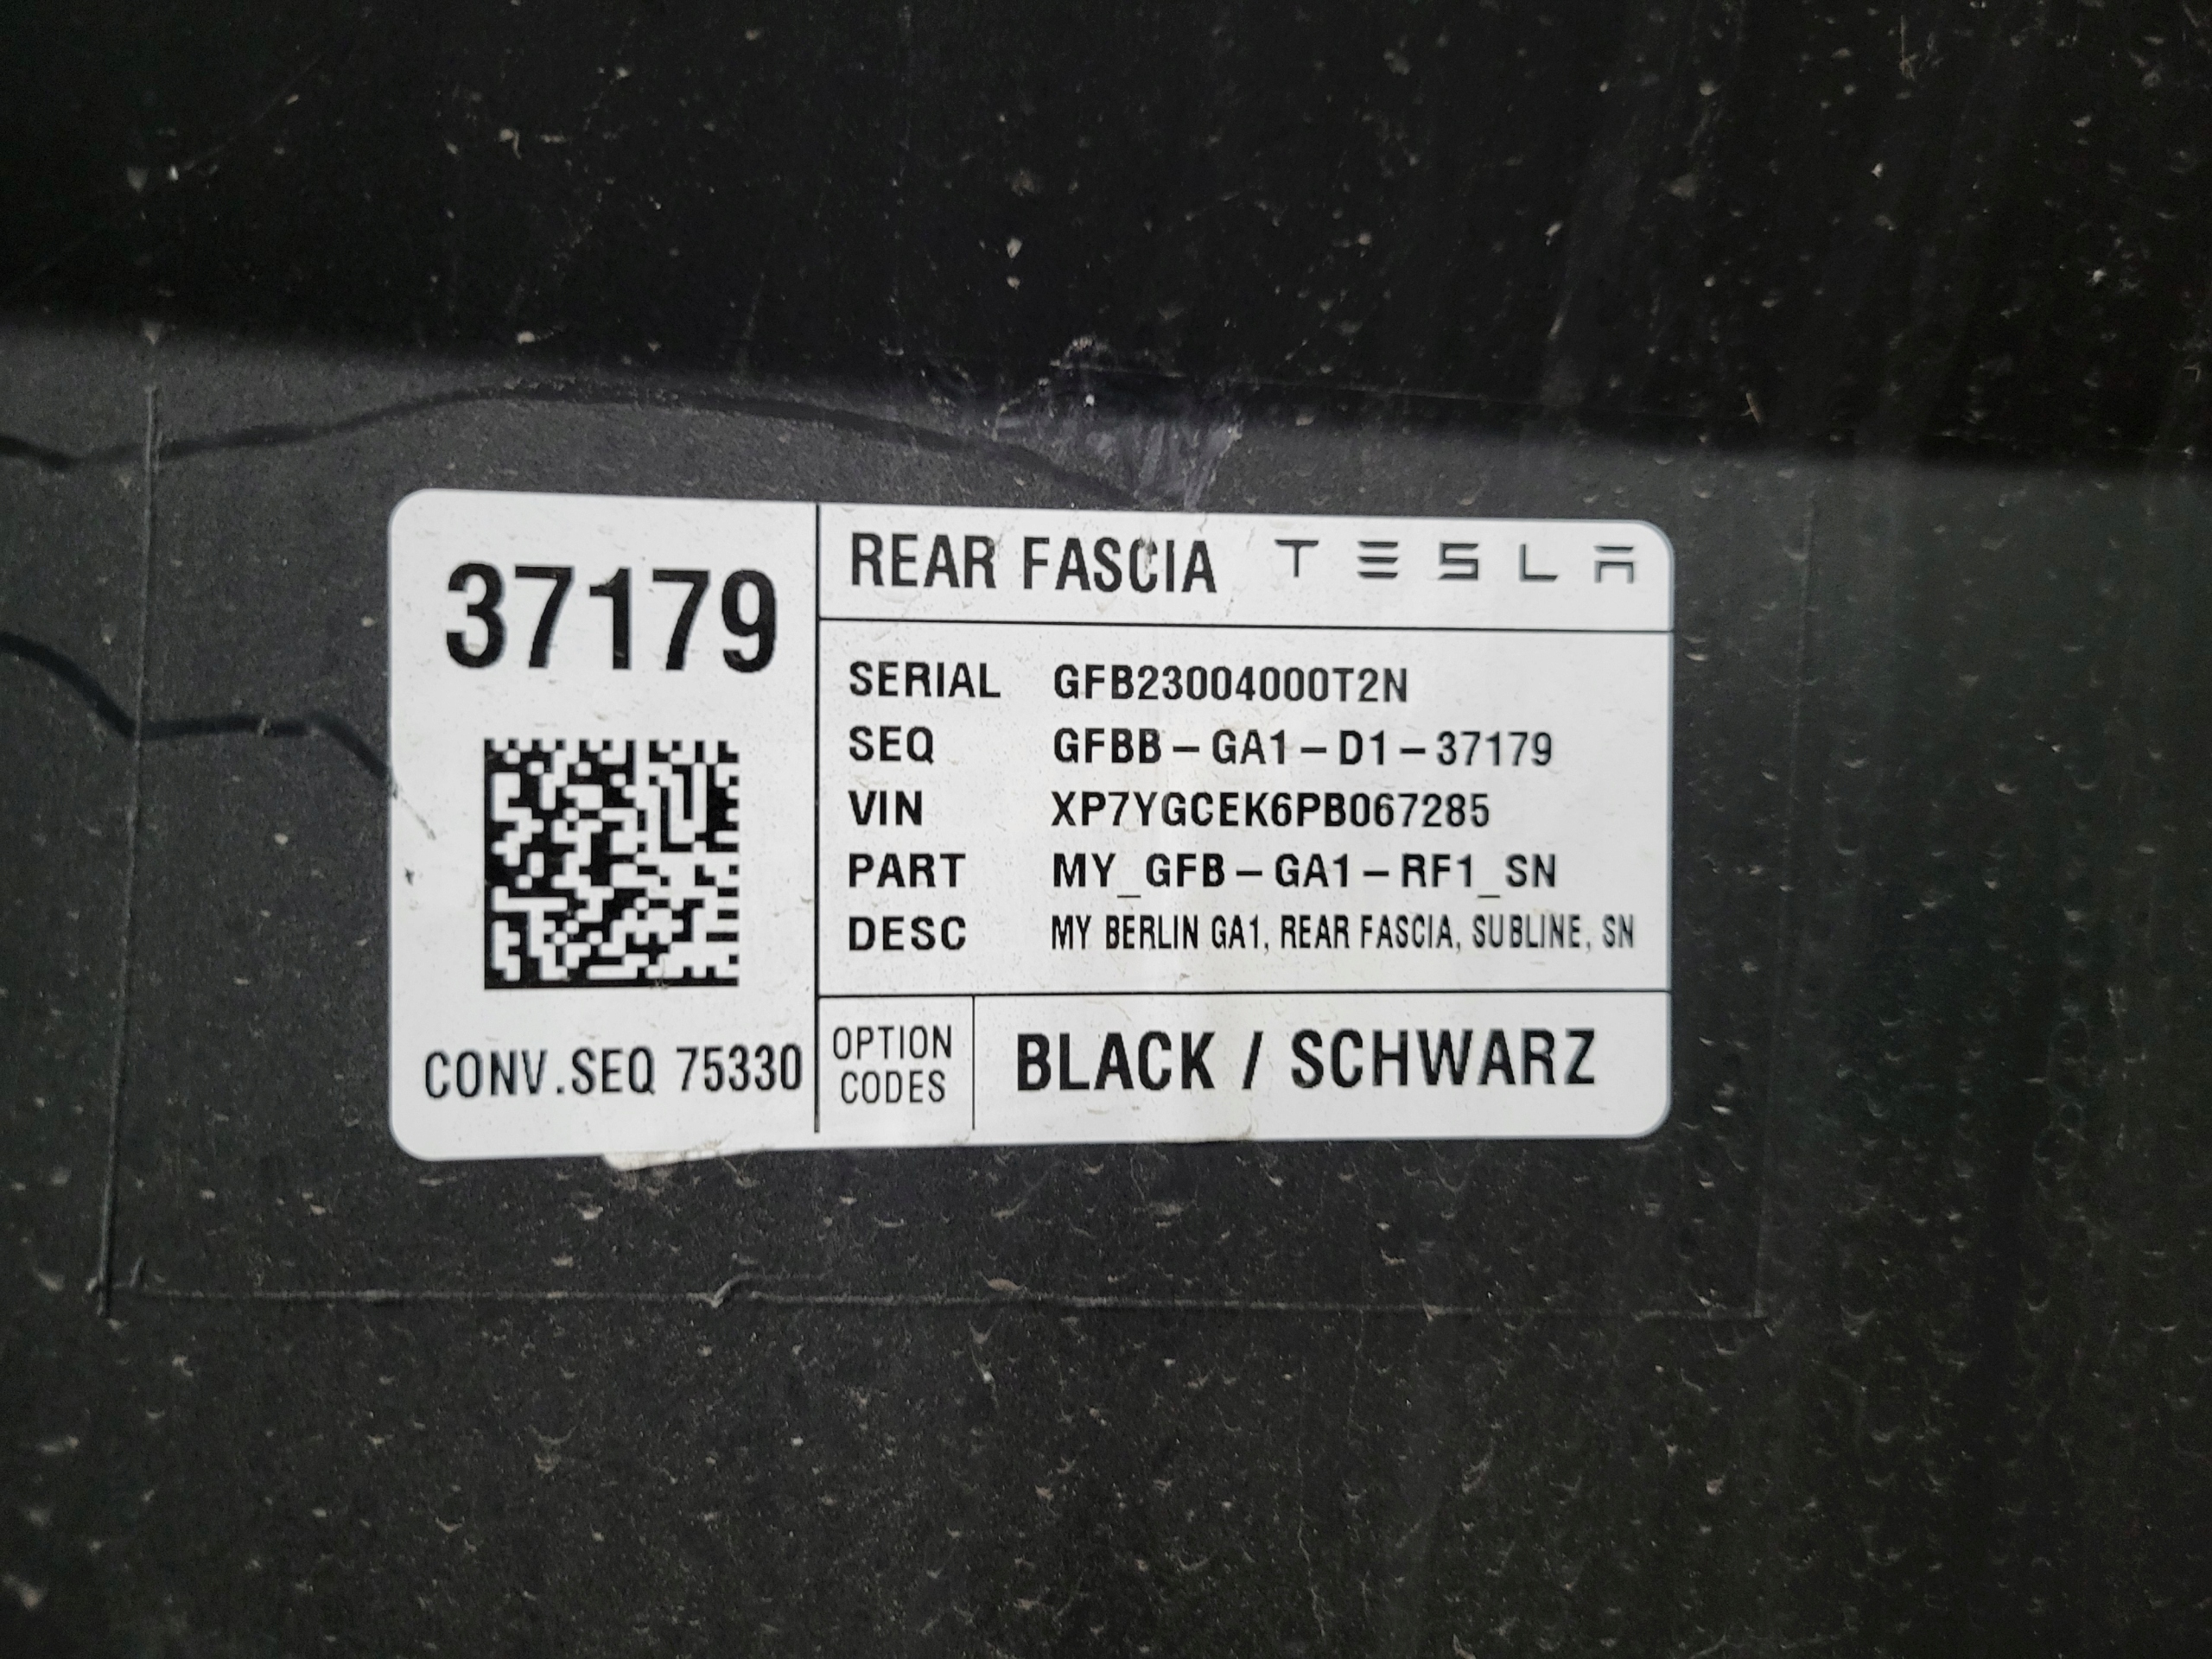 37179
CONV.SEQ 75330
REAR FASCIA TESLA
SERIAL GFB23004000T2N
SEQ GFBB – GA1 – D1 – 37179
VIN XP7YGCEK6PB067285
PART MY_GFB – GA1 – RF1_SN
DESC MY BERLIN GA1, REAR FASCIA, SUBLINE, SN
OPTION
CODES
BLACK / SCHWARZ